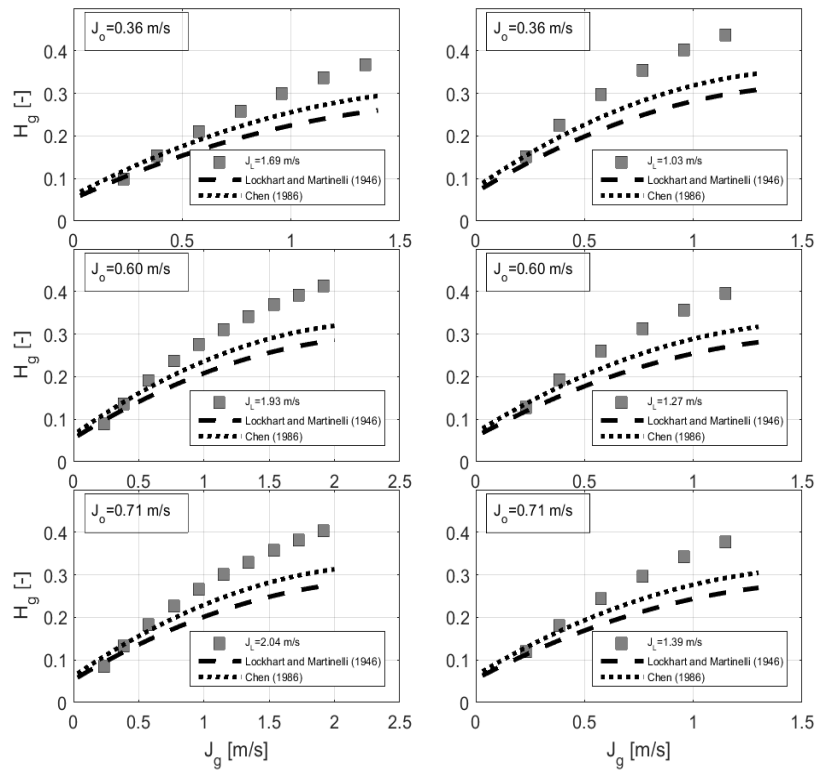 J_o=0.36 m/s
H_g [-]
0.4
0.3
0.2
0.1
0
J_L=1.69 m/s
Lockhart and Martinelli (1946)
Chen (1986)
0 0.5 1 1.5
J_o=0.36 m/s
J_L=1.03 m/s
Lockhart and Martinelli (1946)
Chen (1986)
0 0.5 1 1.5
J_o=0.60 m/s
H_g [-]
0.4
0.3
0.2
0.1
0
J_L=1.93 m/s
Lockhart and Martinelli (1946)
Chen (1986)
0 0.5 1 1.5 2 2.5
J_o=0.60 m/s
J_L=1.27 m/s
Lockhart and Martinelli (1946)
Chen (1986)
0 0.5 1 1.5
J_o=0.71 m/s
H_g [-]
0.4
0.3
0.2
0.1
0
J_L=2.04 m/s
Lockhart and Martinelli (1946)
Chen (1986)
0 0.5 1 1.5 2 2.5
J_g [m/s]
J_o=0.71 m/s
J_L=1.39 m/s
Lockhart and Martinelli (1946)
Chen (1986)
0 0.5 1 1.5
J_g [m/s]